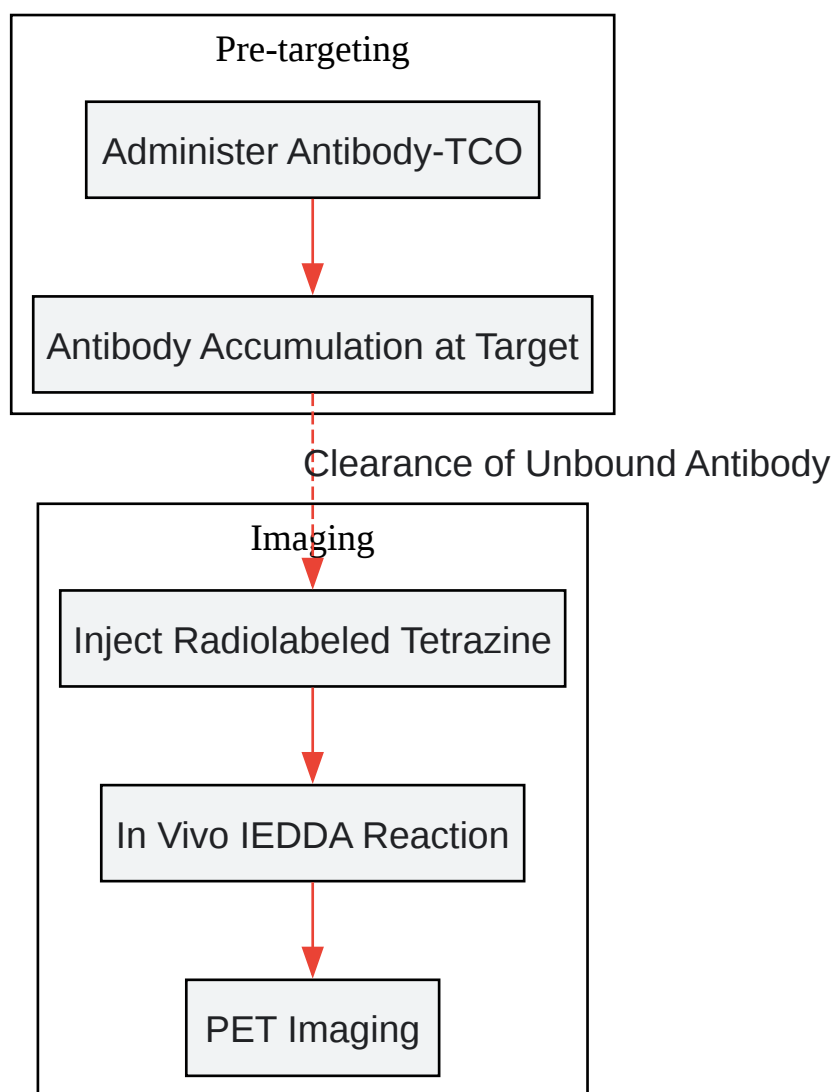 Pre-targeting
Administer Antibody-TCO
Antibody Accumulation at Target
Clearance of Unbound Antibody
Imaging
Inject Radiolabeled Tetrazine
In Vivo IEDDA Reaction
PET Imaging